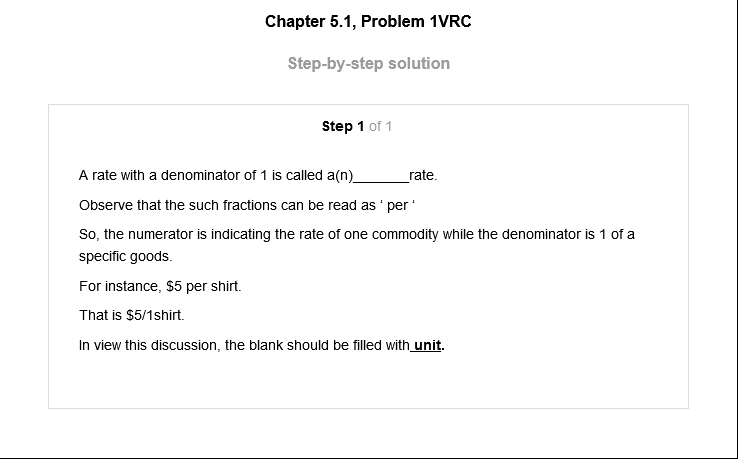 Chapter 5.1, Problem 1VRC
Step-by-step solution
Step 1 of 1
A rate with a denominator of 1 is called a(n)_______rate.
Observe that the such fractions can be read as ‘ per ‘
So, the numerator is indicating the rate of one commodity while the denominator is 1 of a
specific goods.
For instance, $5 per shirt.
That is $5/1shirt.
In view this discussion, the blank should be filled with unit.